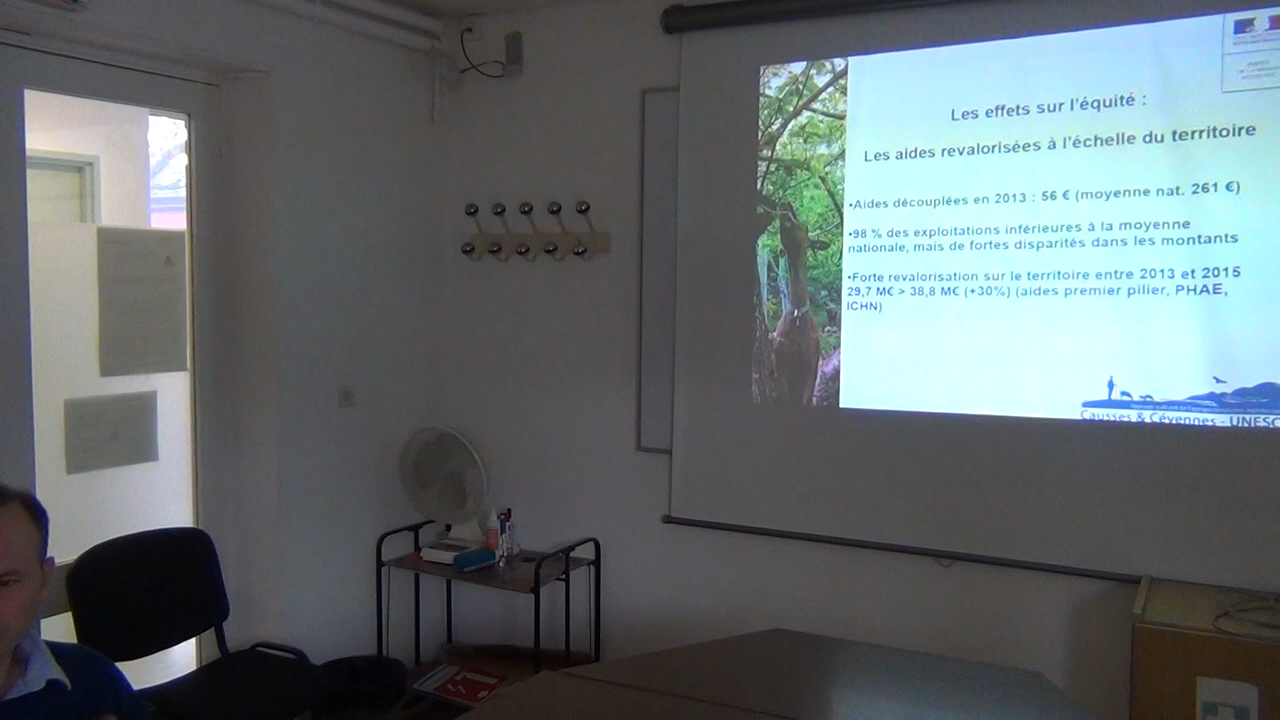 Les effets sur l'équité :
Les aides revalorisées à l'échelle du territoire
•Aides découplées en 2013 : 56 € (moyenne nat. 261 €)
•98 % des exploitations inférieures à la moyenne
nationale, mais de fortes disparités dans les montants
•Forte revalorisation sur le territoire entre 2013 et 2015
29,7 M€ > 38,8 M€ (+30%) (aides premier pilier, PHAE,
ICHN)
Causses & Cévennes - UNESC